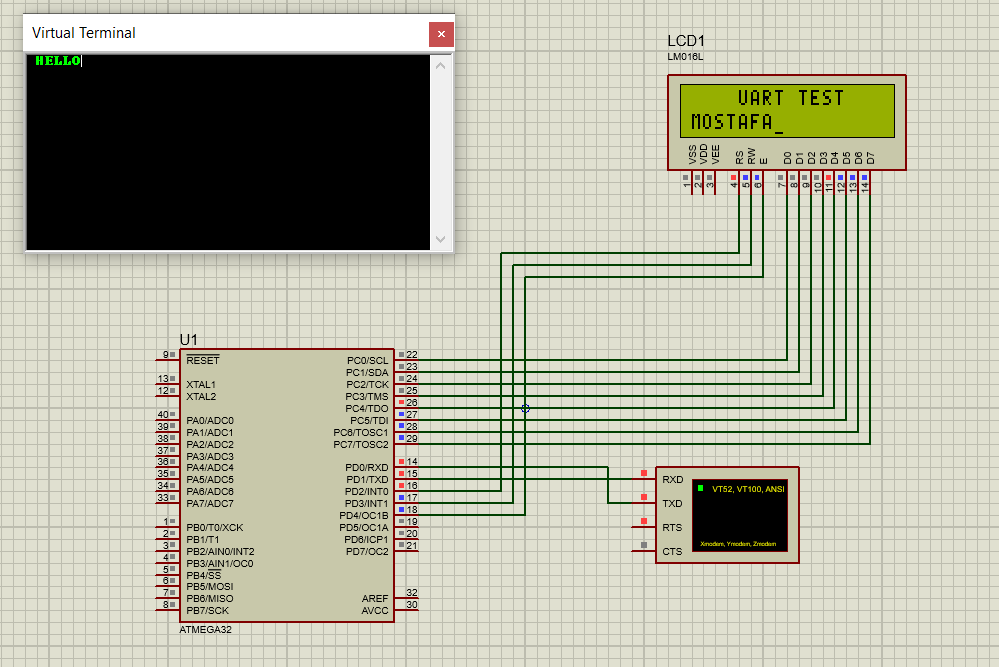 Virtual Terminal
HELLO
LCD1
LM016L
UART TEST
MOSTAFA_
VSS VDD VEE RS RW E D0 D1 D2 D3 D4 D5 D6 D7
1 2 3 4 5 6 7 8 9 10 11 12 13 14
U1
9 RESET PC0/SCL 22
PC1/SDA 23
13 XTAL1 PC2/TCK 24
12 XTAL2 PC3/TMS 25
PC4/TDO 26
40 PA0/ADC0 PC5/TDI 27
39 PA1/ADC1 PC6/TOSC1 28
38 PA2/ADC2 PC7/TOSC2 29
37 PA3/ADC3
36 PA4/ADC4 PD0/RXD 14
35 PA5/ADC5 PD1/TXD 15
34 PA6/ADC6 PD2/INT0 16
33 PA7/ADC7 PD3/INT1 17
PD4/OC1B 18
1 PB0/T0/XCK PD5/OC1A 19
2 PB1/T1 PD6/ICP1 20
3 PB2/AIN0/INT2 PD7/OC2 21
4 PB3/AIN1/OC0
5 PB4/SS
6 PB5/MOSI
7 PB6/MISO AREF 32
8 PB7/SCK AVCC 30
ATMEGA32
RXD
TXD
RTS
CTS
VT52, VT100, ANSI
Xmodem, Ymodem, Zmodem